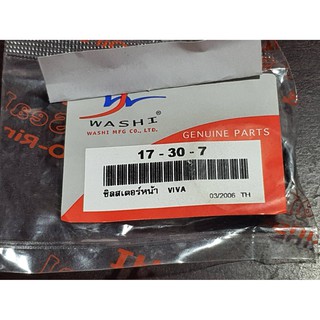 WASHI
WASHI MFG CO., LTD.
GENUINE PARTS
17 - 30 - 7
ซิลสเตอร์หน้า VIVA
03/2006 TH